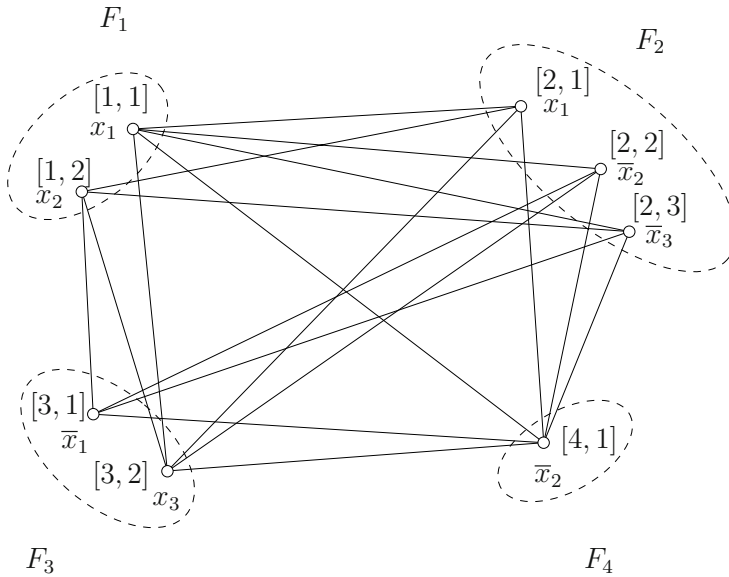 F₁
F₂
[1, 1]
x₁
[2, 1]
x₁
[1, 2]
x₂
[2, 2]
x̅₂
[2, 3]
x̅₃
[3, 1]
x̅₁
[4, 1]
x̅₂
[3, 2]
x₃
F₃
F₄